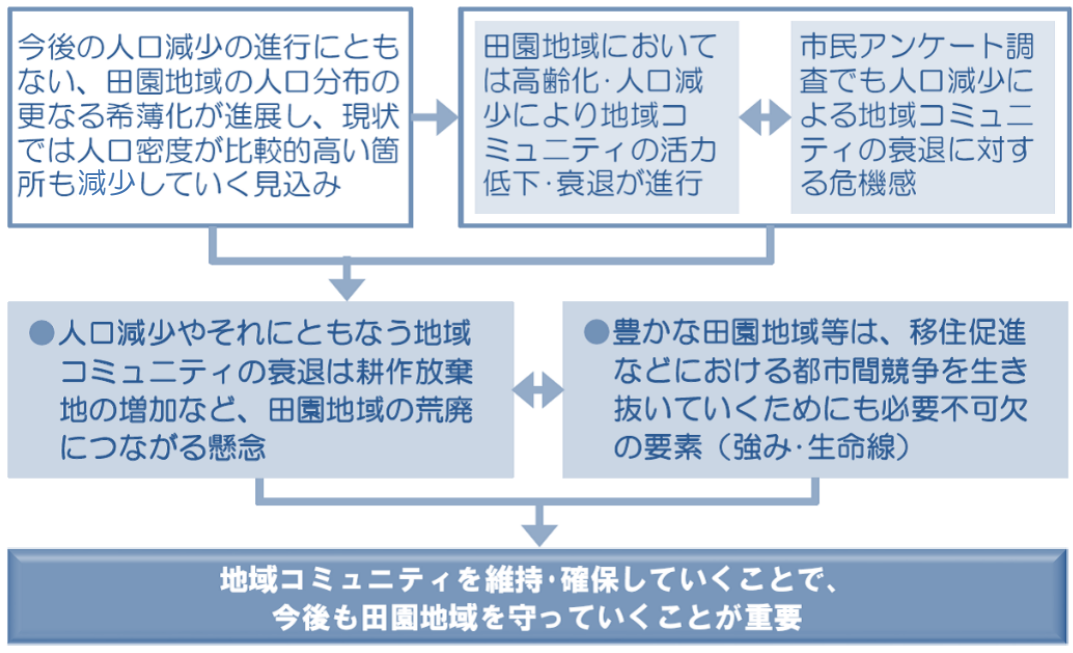 今後の人口減少の進行にとも
ない、田園地域の人口分布の
更なる希薄化が進展し、現状
では人口密度が比較的高い箇
所も減少していく見込み
田園地域においては
は高齢化･人口減
少により地域コ
ミュニティの活力
低下･衰退が進行
市民アンケート調
査でも人口減少に
よる地域コミュニ
ティの衰退に対す
る危機感
●人口減少やそれにともなう地域
コミュニティの衰退は耕作放棄
地の増加など、田園地域の荒廃
につながる懸念
●豊かな田園地域等は、移住促進
などにおける都市間競争を生き
抜いていくためにも必要不可欠
の要素（強み･生命線）
地域コミュニティを維持･確保していくことで、
今後も田園地域を守っていくことが重要